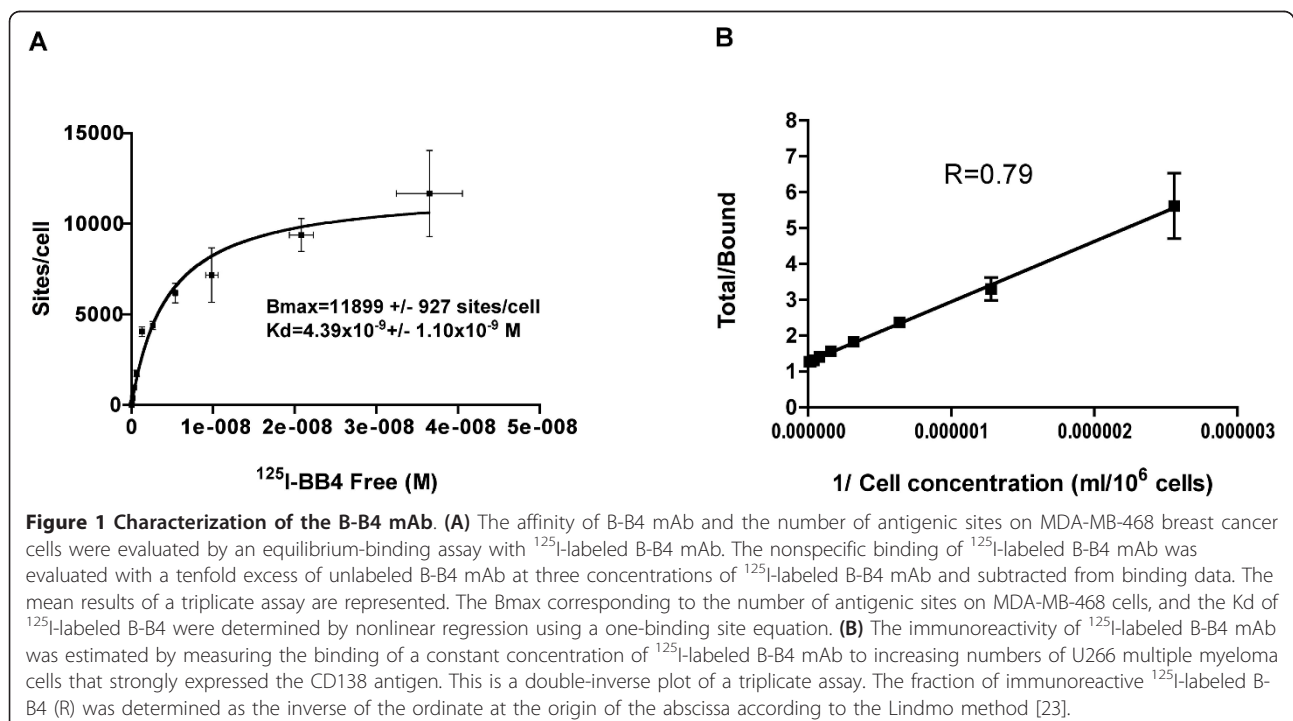 A
15000
10000
5000
0
Sites/cell
Bmax=11899 +/- 927 sites/cell
Kd=4.39x10⁻⁹+/- 1.10x10⁻⁹ M
0 1e-008 2e-008 3e-008 4e-008 5e-008
¹²⁵I-BB4 Free (M)
B
8
7
6
5
4
3
2
1
0
Total/Bound
R=0.79
0.000000 0.000001 0.000002 0.000003
1/ Cell concentration (ml/10⁶ cells)
Figure 1 Characterization of the B-B4 mAb. (A) The affinity of B-B4 mAb and the number of antigenic sites on MDA-MB-468 breast cancer
cells were evaluated by an equilibrium-binding assay with ¹²⁵I-labeled B-B4 mAb. The nonspecific binding of ¹²⁵I-labeled B-B4 mAb was
evaluated with a tenfold excess of unlabeled B-B4 mAb at three concentrations of ¹²⁵I-labeled B-B4 mAb and subtracted from binding data. The
mean results of a triplicate assay are represented. The Bmax corresponding to the number of antigenic sites on MDA-MB-468 cells, and the Kd of
¹²⁵I-labeled B-B4 were determined by nonlinear regression using a one-binding site equation. (B) The immunoreactivity of ¹²⁵I-labeled B-B4 mAb
was estimated by measuring the binding of a constant concentration of ¹²⁵I-labeled B-B4 mAb to increasing numbers of U266 multiple myeloma
cells that strongly expressed the CD138 antigen. This is a double-inverse plot of a triplicate assay. The fraction of immunoreactive ¹²⁵I-labeled B-
B4 (R) was determined as the inverse of the ordinate at the origin of the abscissa according to the Lindmo method [23].